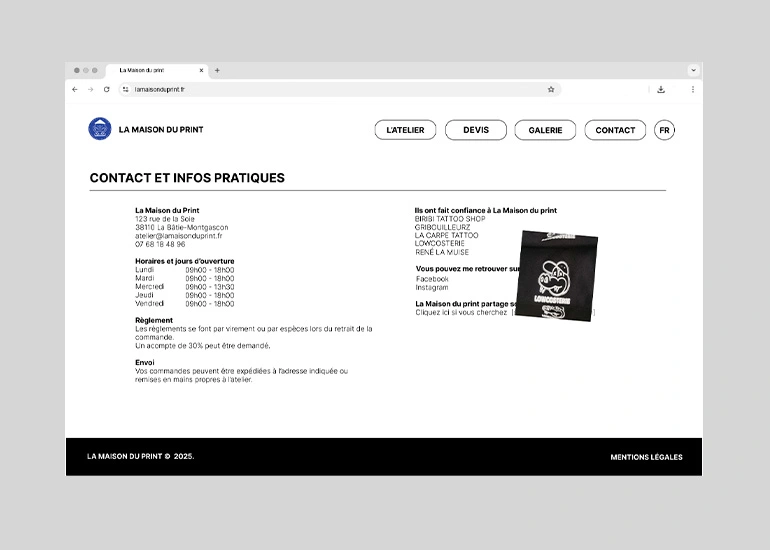 La Maison du print
lamaisonduprint.fr
LA MAISON DU PRINT
L'ATELIER
DEVIS
GALERIE
CONTACT
FR
CONTACT ET INFOS PRATIQUES
La Maison du Print
123 rue de la Soie
38110 La Bâtie-Montgascon
atelier@lamaisonduprint.fr
07 68 18 48 96
Horaires et jours d'ouverture
Lundi 09h00 - 18h00
Mardi 09h00 - 18h00
Mercredi 09h00 - 13h30
Jeudi 09h00 - 18h00
Vendredi 09h00 - 18h00
Règlement
Les règlements se font par virement ou par espèces lors du retrait de la
commande.
Un acompte de 30% peut être demandé.
Envoi
Vos commandes peuvent être expédiées à l'adresse indiquée ou
remises en mains propres à l'atelier.
Ils ont fait confiance à La Maison du print
BIRIBI TATTOO SHOP
GRIBOUILLEURZ
LA CARPE TATTOO
LOWCOSTERIE
RENÉ LA MUISE
Vous pouvez me retrouver sur
Facebook
Instagram
La Maison du print partage
Cliquez ici si vous cherchez
LOWCOSTERIE
LA MAISON DU PRINT © 2025.
MENTIONS LÉGALES